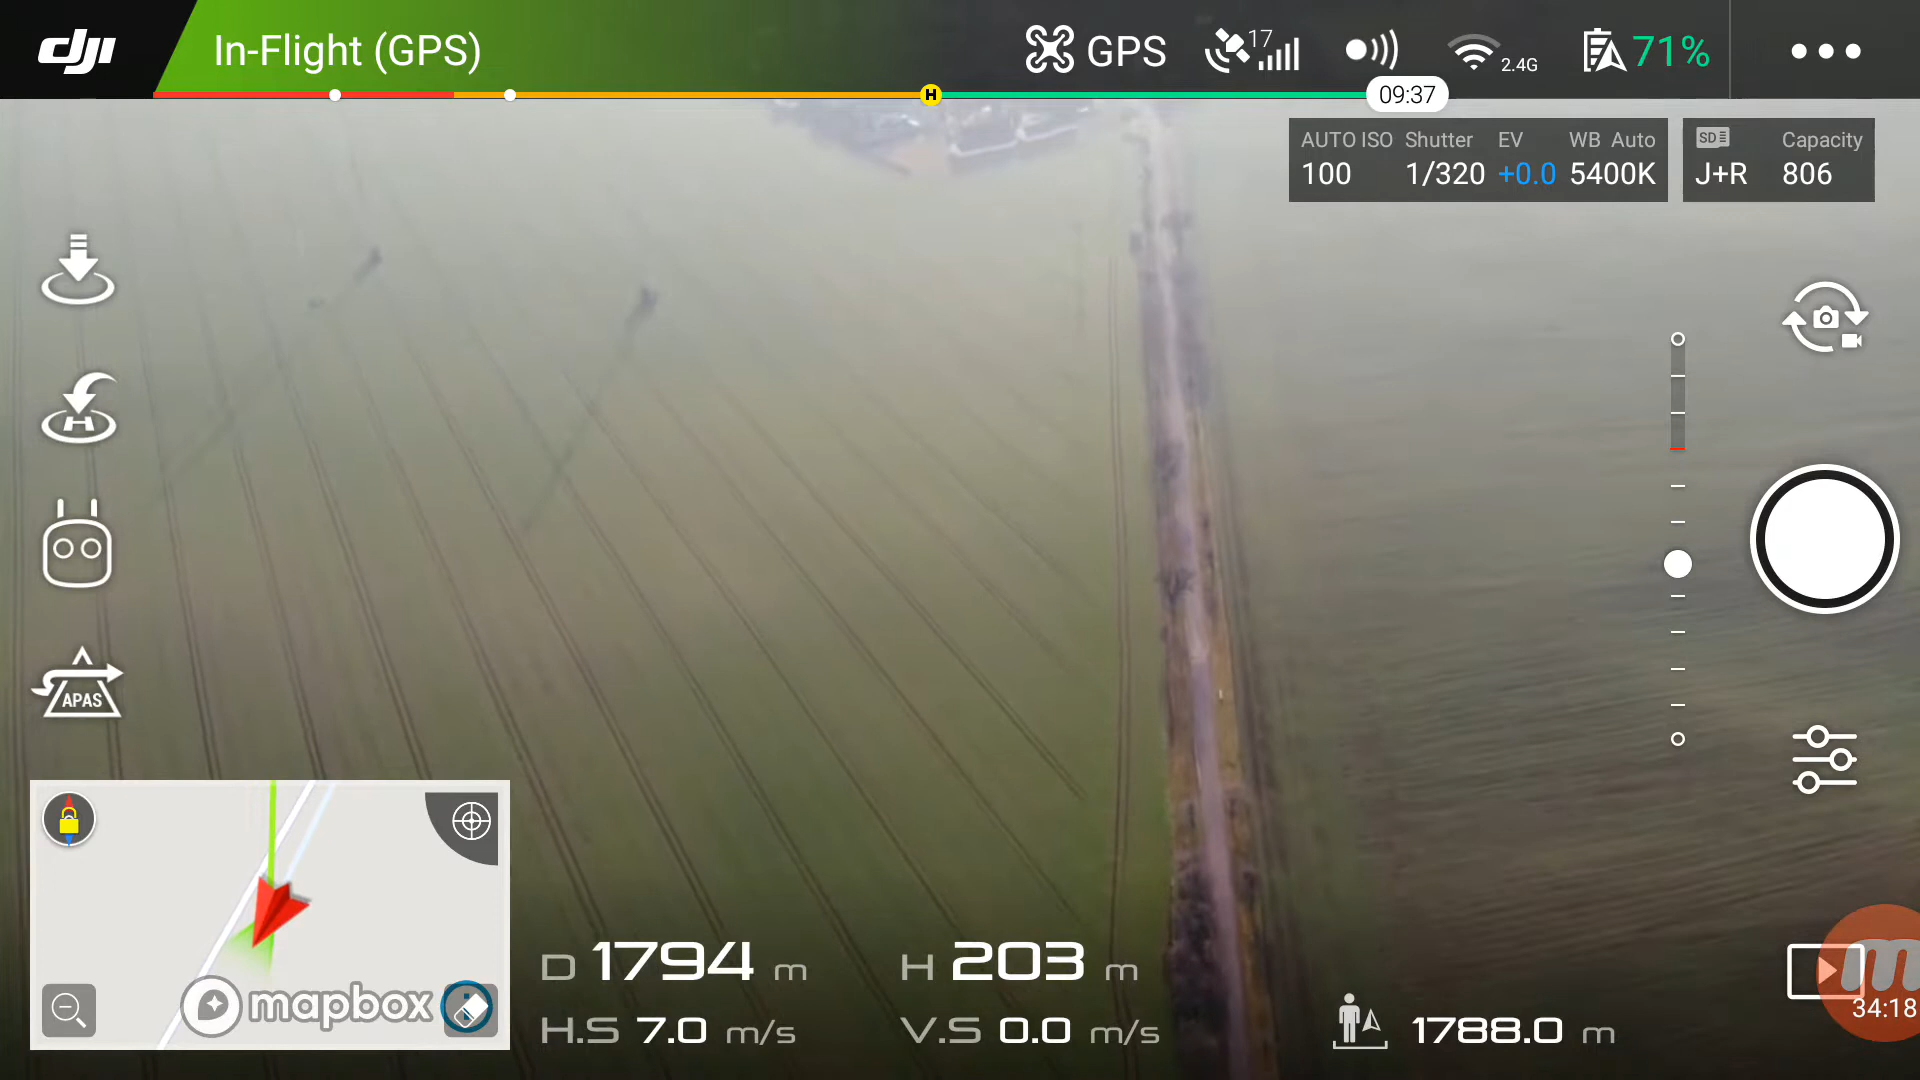 dji In-Flight (GPS) GPS 17 2.4G 71%
H 09:37
AUTO ISO Shutter EV WB Auto SD Capacity
100 1/320 +0.0 5400K J+R 806
H
APAS
mapbox
D 1794 m H 203 m
H.S 7.0 m/s V.S 0.0 m/s 1788.0 m
m
34:18